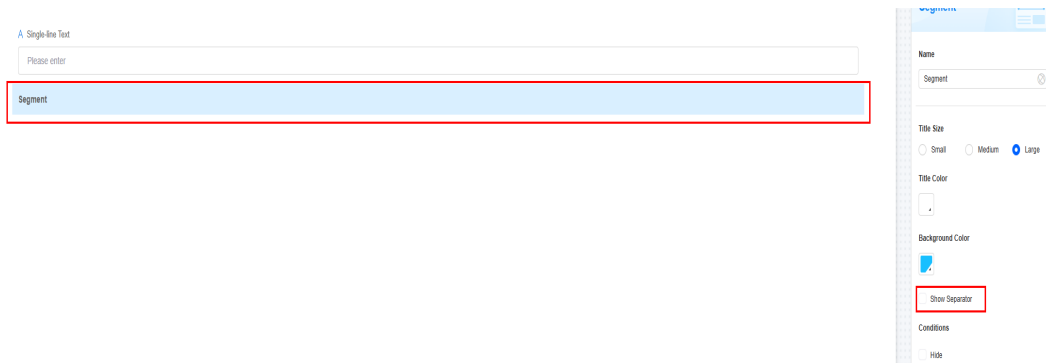 A Single-line Text
Please enter
Segment
Segment
Name
Segment
Title Size
Small
Medium
Large
Title Color
Background Color
Show Separator
Conditions
Hide